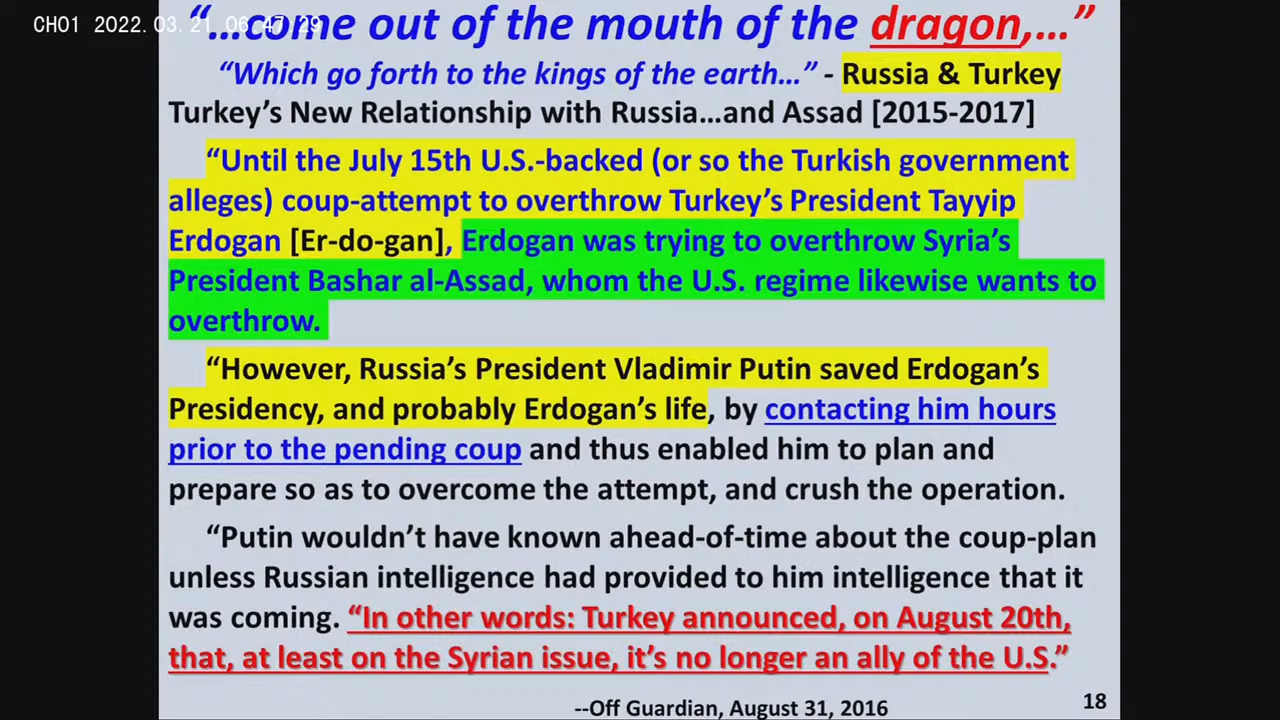 “…come out of the mouth of the dragon,…”
CH01 2022.03.21 06:47:29
“Which go forth to the kings of the earth…” - Russia & Turkey
Turkey’s New Relationship with Russia…and Assad [2015-2017]
“Until the July 15th U.S.-backed (or so the Turkish government
alleges) coup-attempt to overthrow Turkey’s President Tayyip
Erdogan [Er-do-gan], Erdogan was trying to overthrow Syria’s
President Bashar al-Assad, whom the U.S. regime likewise wants to
overthrow.
“However, Russia’s President Vladimir Putin saved Erdogan’s
Presidency, and probably Erdogan’s life, by contacting him hours
prior to the pending coup and thus enabled him to plan and
prepare so as to overcome the attempt, and crush the operation.
“Putin wouldn’t have known ahead-of-time about the coup-plan
unless Russian intelligence had provided to him intelligence that it
was coming. “In other words: Turkey announced, on August 20th,
that, at least on the Syrian issue, it’s no longer an ally of the U.S.”
--Off Guardian, August 31, 2016
18